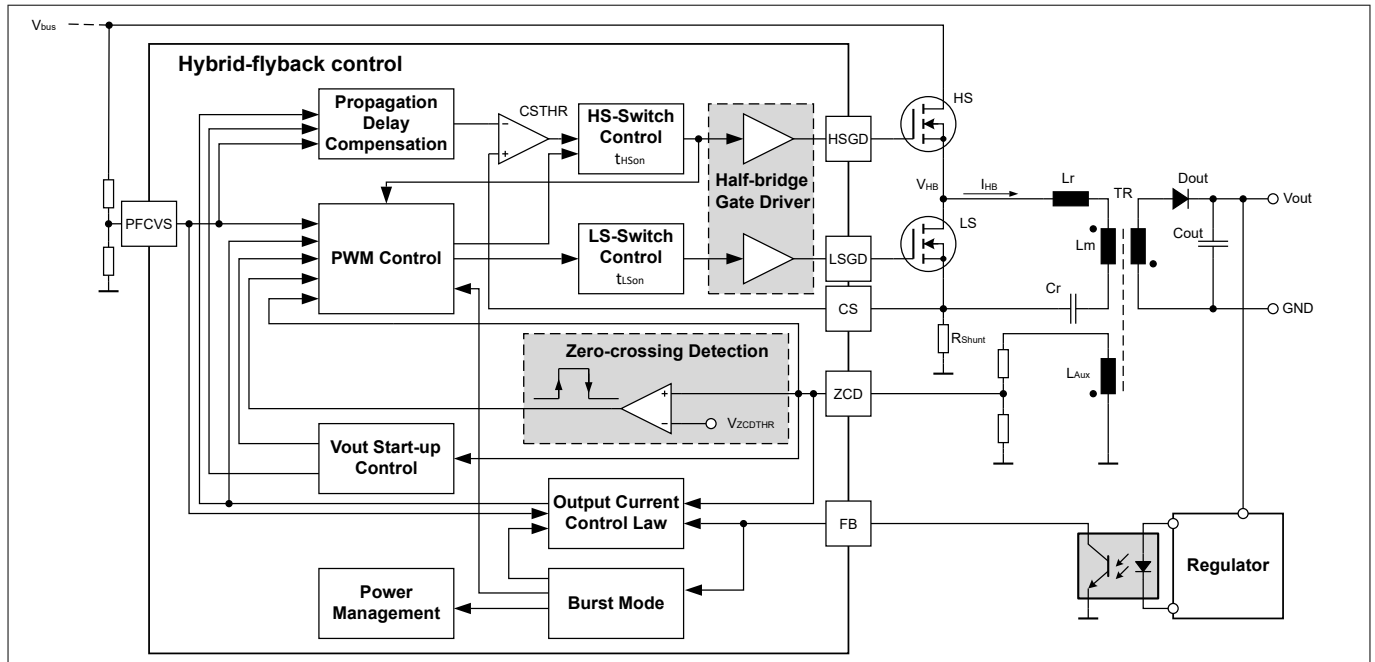 Vbus
Hybrid-flyback control
Propagation
Delay
Compensation
CSTHR
HS-Switch
Control
tHSon
Half-bridge
Gate Driver
HSGD
HS
VHB
IHB
Lr
TR
Dout
Vout
PFCVS
PWM Control
LS-Switch
Control
tLSon
LSGD
LS
Lm
Cout
CS
Cr
GND
RShunt
Zero-crossing Detection
VZCDTHR
ZCD
LAux
Vout Start-up
Control
Output Current
Control Law
FB
Regulator
Power
Management
Burst Mode